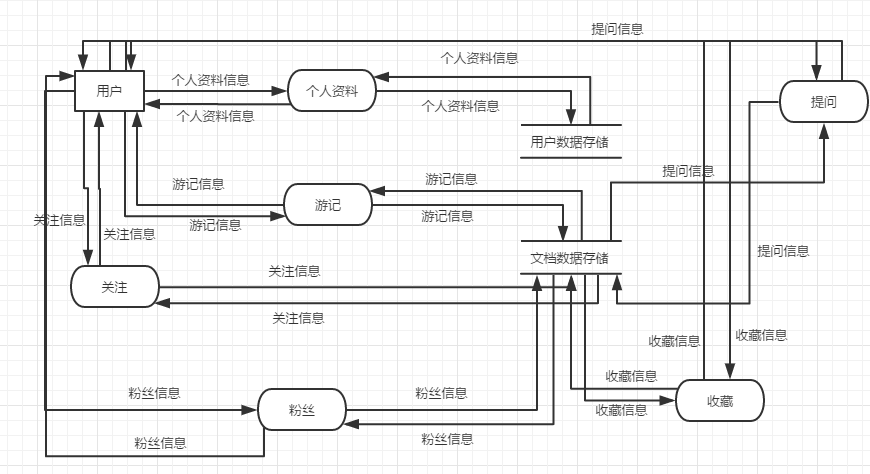 提问信息
个人资料信息
用户
个人资料信息
个人资料
提问
个人资料信息
个人资料信息
用户数据存储
提问信息
游记信息
游记信息
游记
关注信息
游记信息
游记信息
关注信息
提问信息
文档数据存储
关注信息
关注
关注信息
收藏信息
收藏信息
收藏信息
粉丝信息
粉丝信息
收藏
粉丝
收藏信息
粉丝信息
粉丝信息